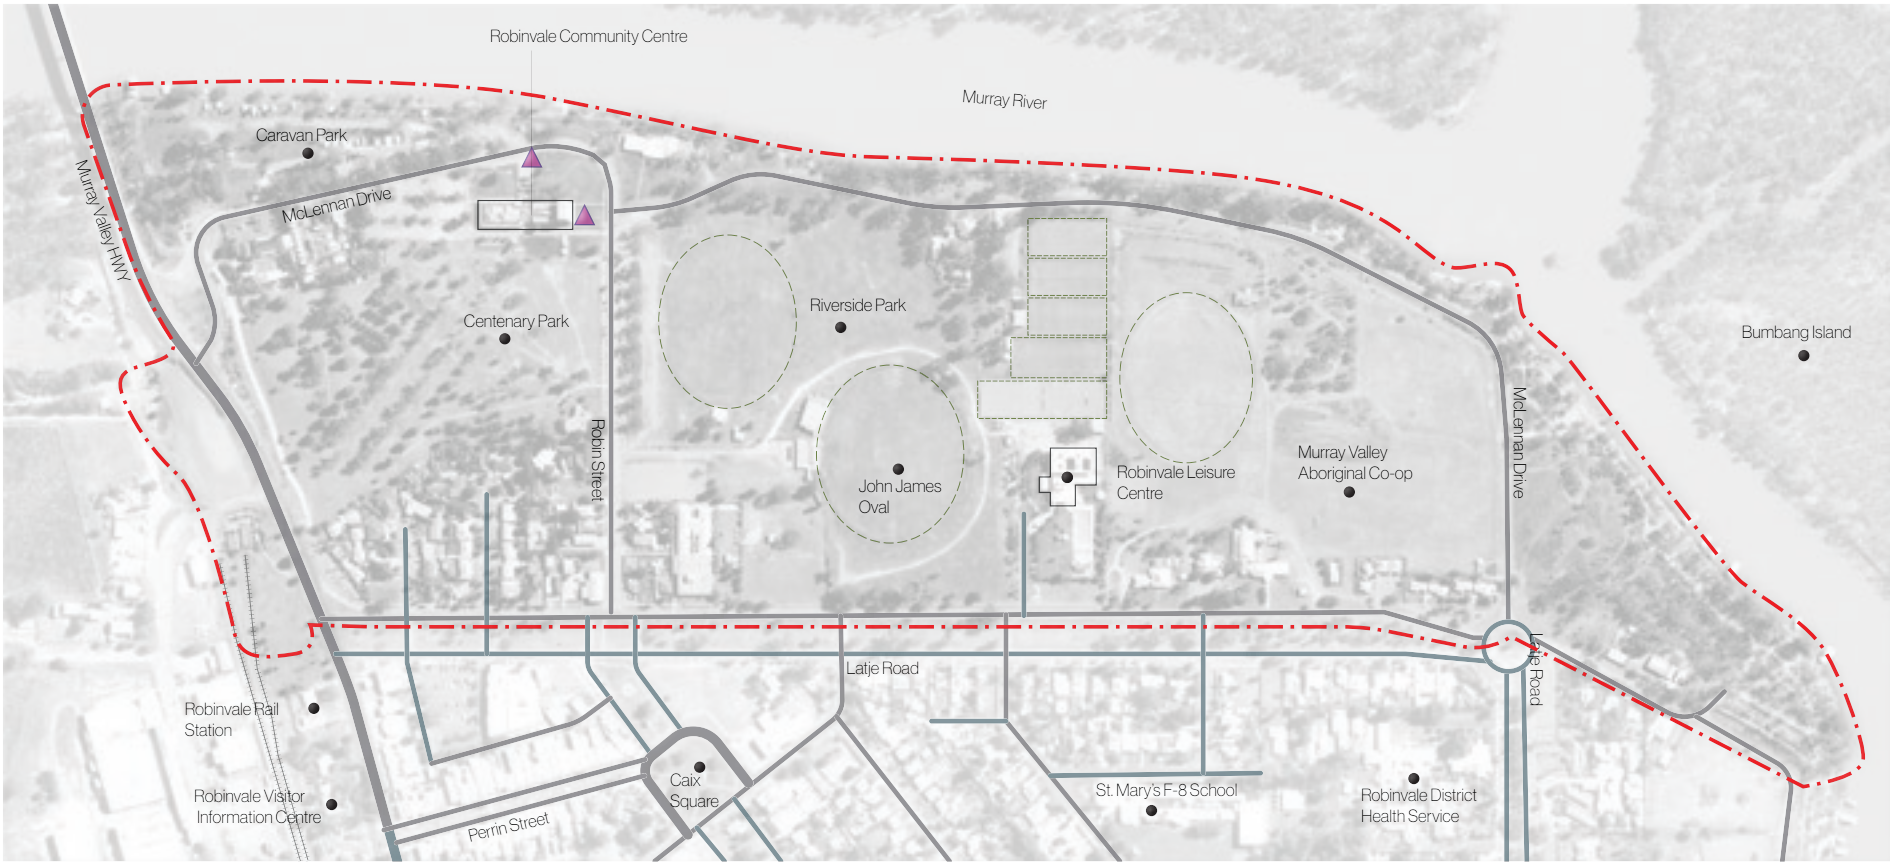 Robinvale Community Centre
Murray River
Caravan Park
McLennan Drive
Murray Valley HWY
Centenary Park
Riverside Park
Bumbang Island
Robin Street
John James
Oval
Robinvale Leisure
Centre
Murray Valley
Aboriginal Co-op
McLennan Drive
Latje Road
Latje Road
Robinvale Rail
Station
Robinvale Visitor
Information Centre
Perrin Street
Caix
Square
St. Mary's F-8 School
Robinvale District
Health Service